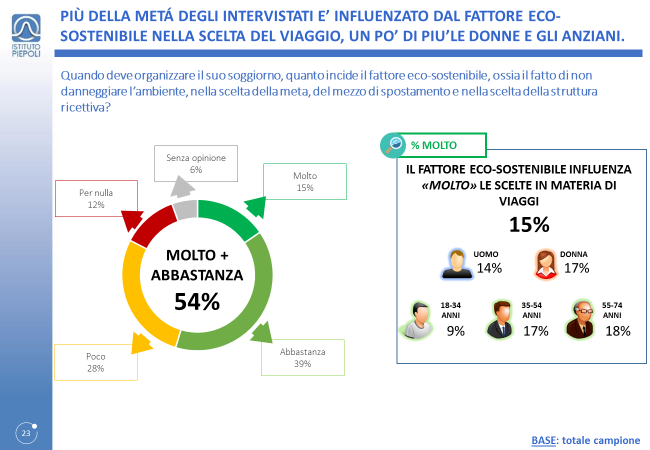 PIÙ DELLA METÁ DEGLI INTERVISTATI E’ INFLUENZATO DAL FATTORE ECO-
SOSTENIBILE NELLA SCELTA DEL VIAGGIO, UN PO’ DI PIU’LE DONNE E GLI ANZIANI.
ISTITUTO
PIEPOLI
Quando deve organizzare il suo soggiorno, quanto incide il fattore eco-sostenibile, ossia il fatto di non
danneggiare l’ambiente, nella scelta della meta, del mezzo di spostamento e nella scelta della struttura
ricettiva?
Senza opinione
6%
Molto
15%
Per nulla
12%
MOLTO +
ABBASTANZA
54%
Poco
28%
Abbastanza
39%
% MOLTO
IL FATTORE ECO-SOSTENIBILE INFLUENZA
«MOLTO» LE SCELTE IN MATERIA DI
VIAGGI
15%
UOMO
14%
DONNA
17%
18-34
ANNI
9%
35-54
ANNI
17%
55-74
ANNI
18%
23
BASE: totale campione